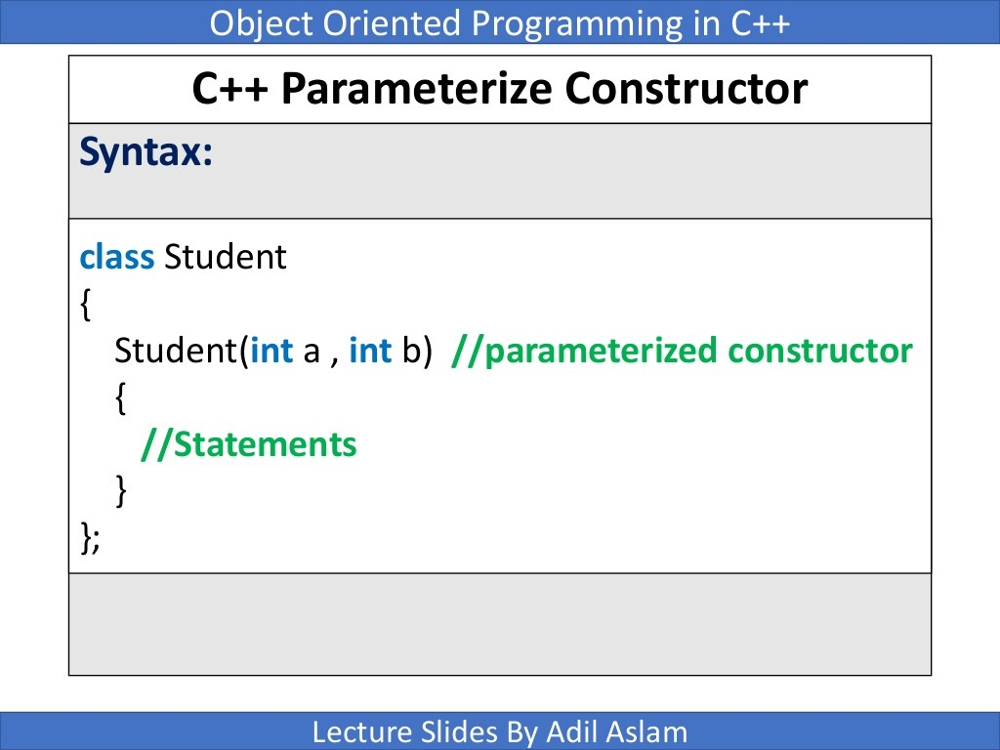 Object Oriented Programming in C++
C++ Parameterize Constructor
Syntax:
class Student
{
Student(int a , int b)  //parameterized constructor
{
//Statements
}
};
Lecture Slides By Adil Aslam